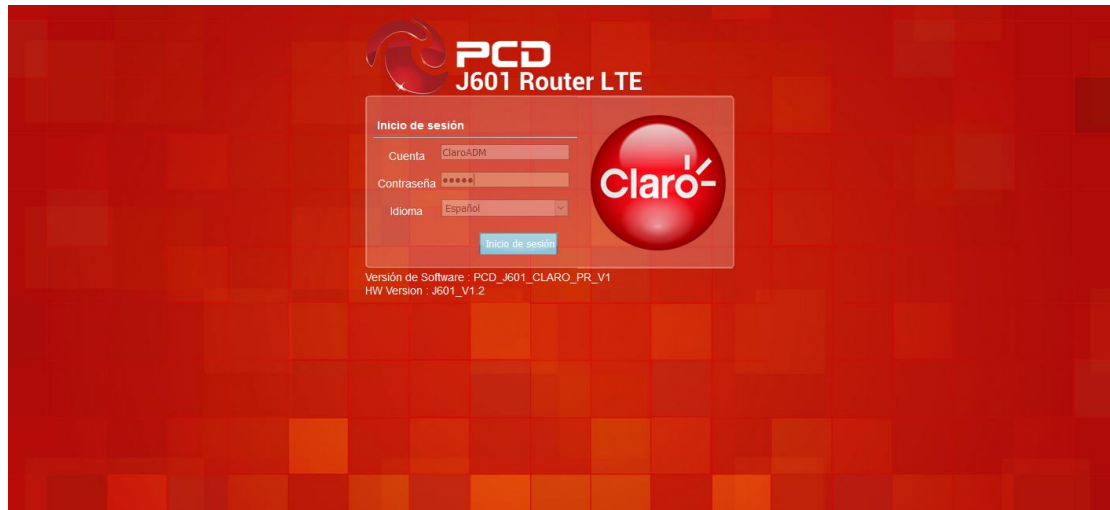 PCD
J601 Router LTE
Inicio de sesión
Cuenta ClaroADM
Contraseña •••••
Idioma Español
Claro
Inicio de sesión
Versión de Software : PCD_J601_CLARO_PR_V1
HW Version : J601_V1.2